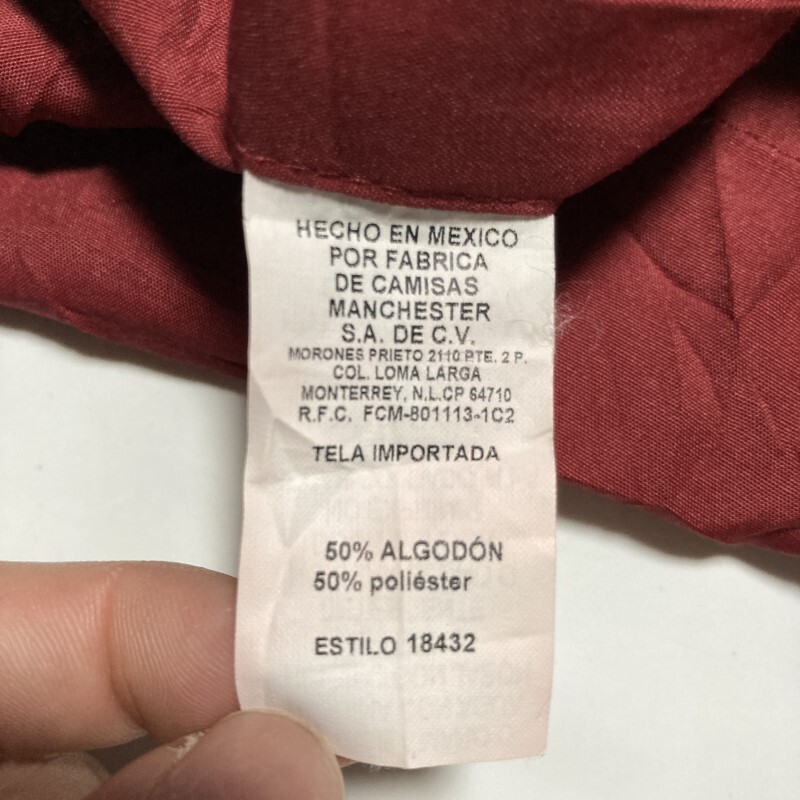 HECHO EN MEXICO
POR FABRICA
DE CAMISAS
MANCHESTER
S.A. DE C.V.
MORONES PRIETO 2110 PTE. 2 P.
COL. LOMA LARGA
MONTERREY, N.L.CP 64710
R.F.C. FCM-801113-1C2
TELA IMPORTADA
50% ALGODÓN
50% poliéster
ESTILO 18432